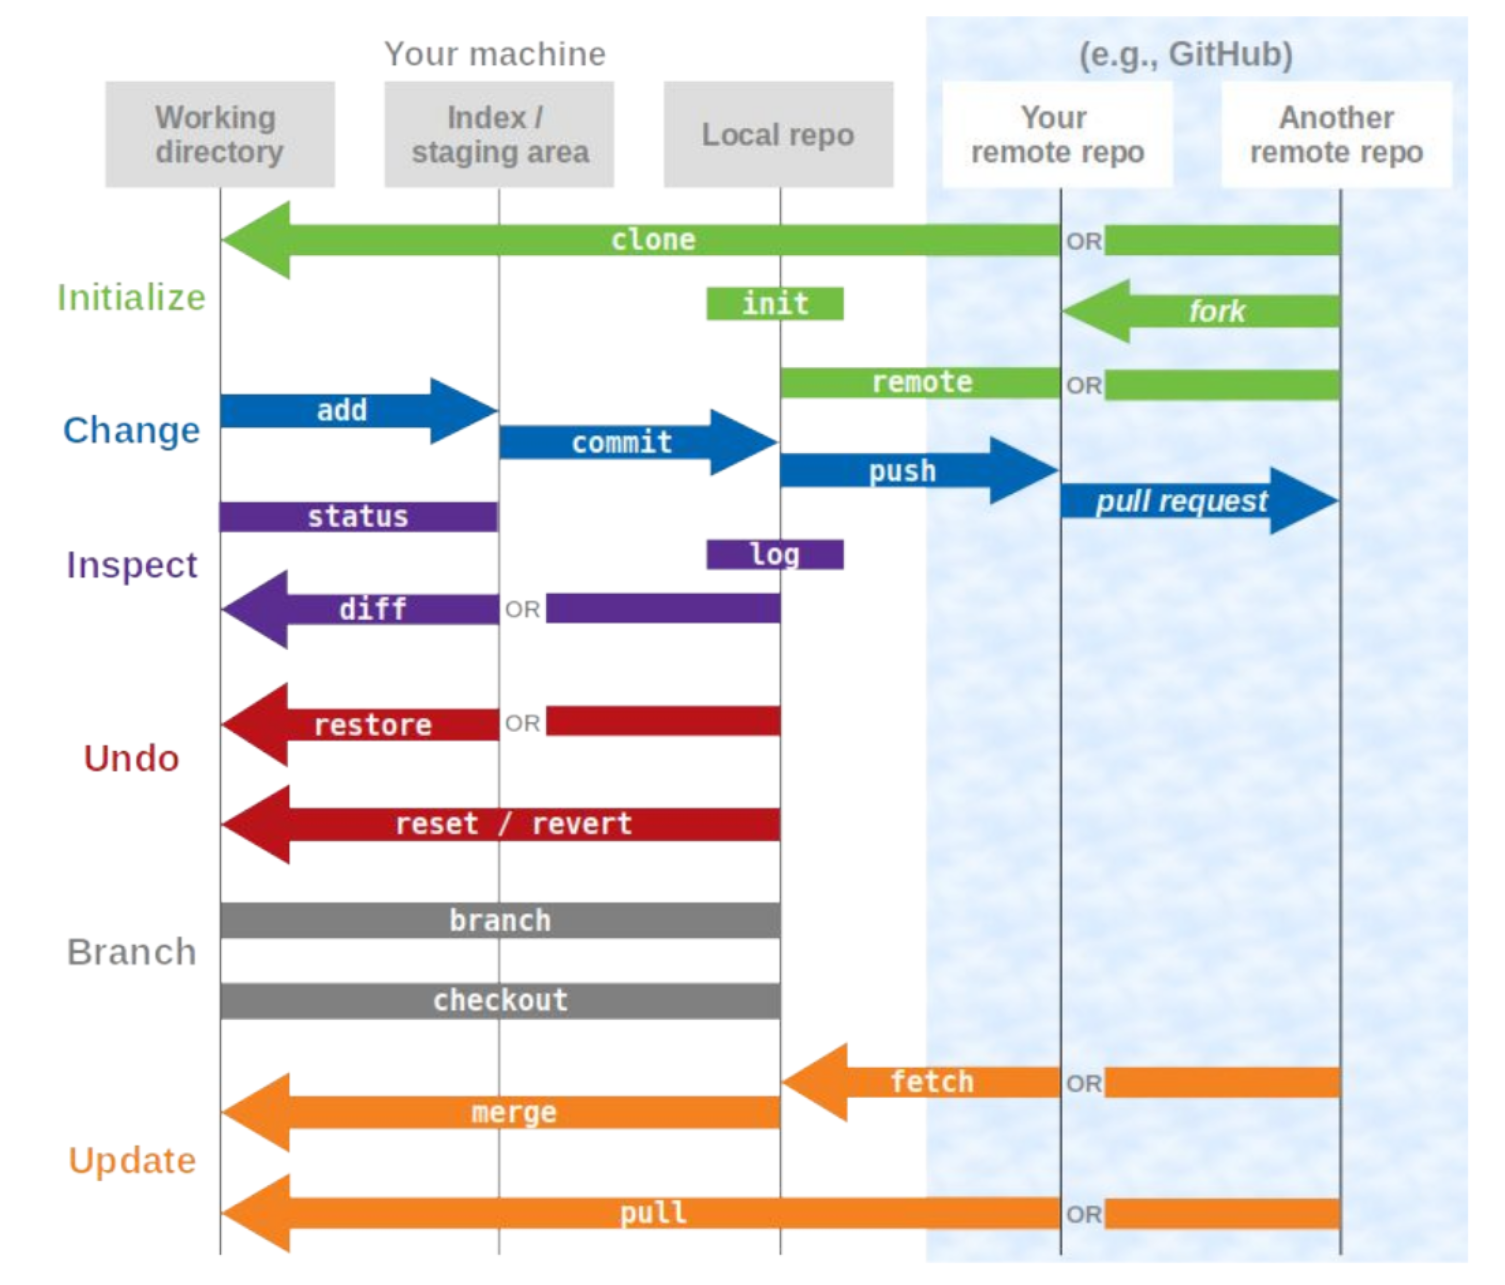 Your machine
(e.g., GitHub)
Working
directory
Index /
staging area
Local repo
Your
remote repo
Another
remote repo
clone
OR
Initialize
init
fork
remote
OR
Change
add
commit
push
pull request
status
Inspect
log
diff
OR
restore
OR
Undo
reset / revert
branch
Branch
checkout
fetch
OR
merge
Update
pull
OR